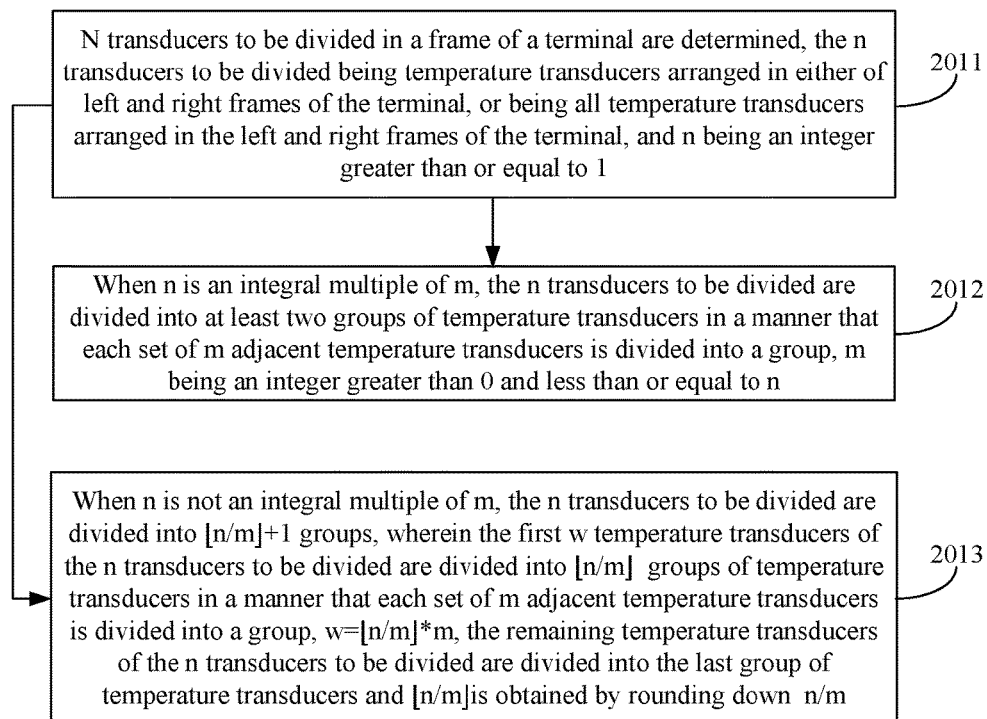 N transducers to be divided in a frame of a terminal are determined, the n
transducers to be divided being temperature transducers arranged in either of
left and right frames of the terminal, or being all temperature transducers
arranged in the left and right frames of the terminal, and n being an integer
greater than or equal to 1
2011
When n is an integral multiple of m, the n transducers to be divided are
divided into at least two groups of temperature transducers in a manner that
each set of m adjacent temperature transducers is divided into a group, m
being an integer greater than 0 and less than or equal to n
2012
When n is not an integral multiple of m, the n transducers to be divided are
divided into ⌊n/m⌋+1 groups, wherein the first w temperature transducers of
the n transducers to be divided are divided into ⌊n/m⌋ groups of temperature
transducers in a manner that each set of m adjacent temperature transducers
is divided into a group, w=⌊n/m⌋*m, the remaining temperature transducers
of the n transducers to be divided are divided into the last group of
temperature transducers and ⌊n/m⌋is obtained by rounding down n/m
2013